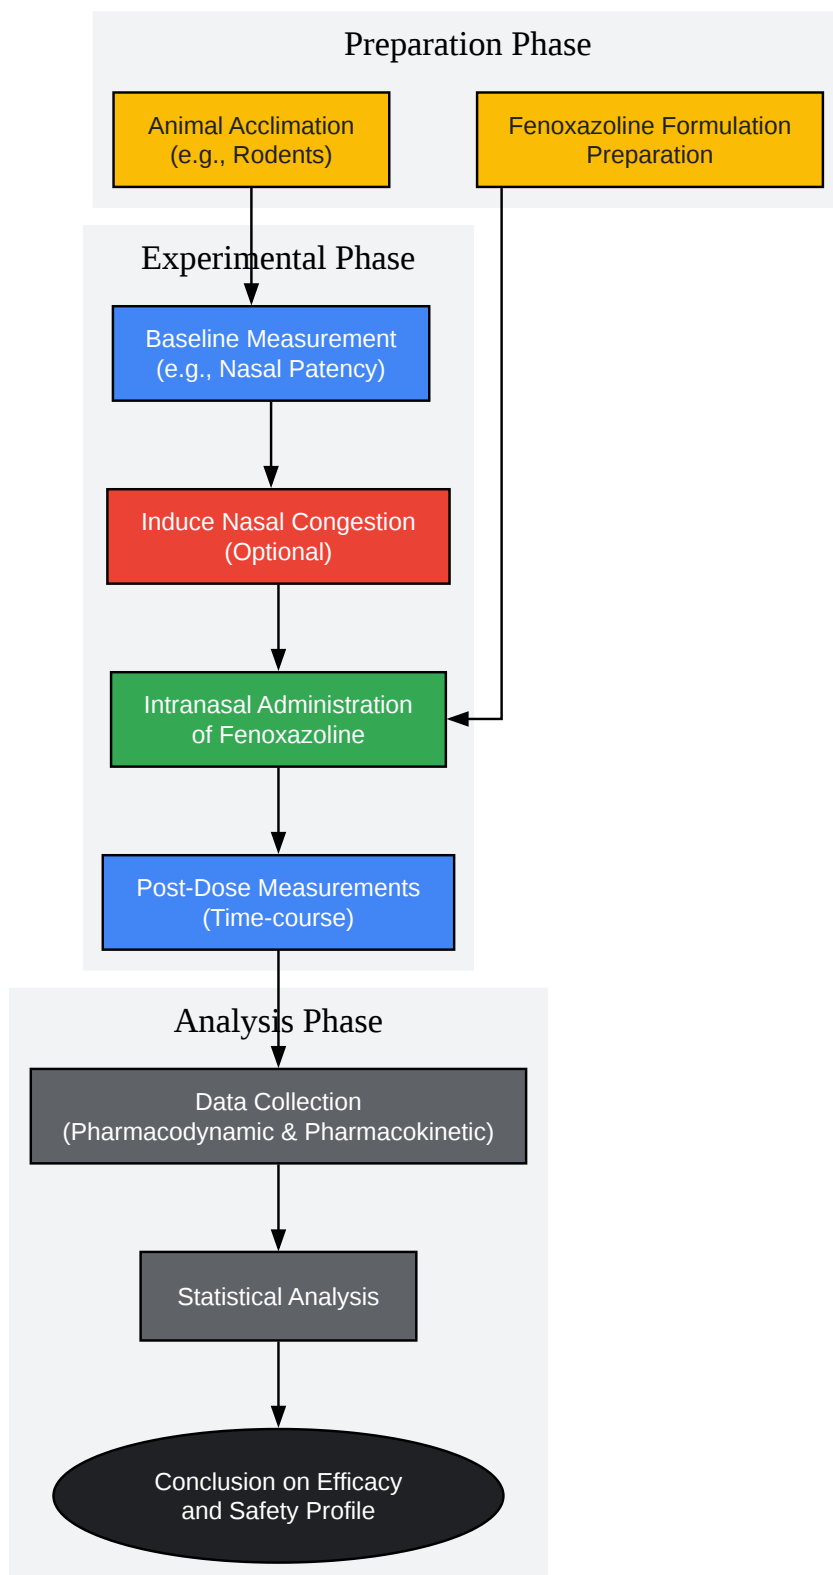 Preparation Phase
Animal Acclimation
(e.g., Rodents)
Fenoxazoline Formulation
Preparation
Experimental Phase
Baseline Measurement
(e.g., Nasal Patency)
Induce Nasal Congestion
(Optional)
Intranasal Administration
of Fenoxazoline
Post-Dose Measurements
(Time-course)
Analysis Phase
Data Collection
(Pharmacodynamic & Pharmacokinetic)
Statistical Analysis
Conclusion on Efficacy
and Safety Profile